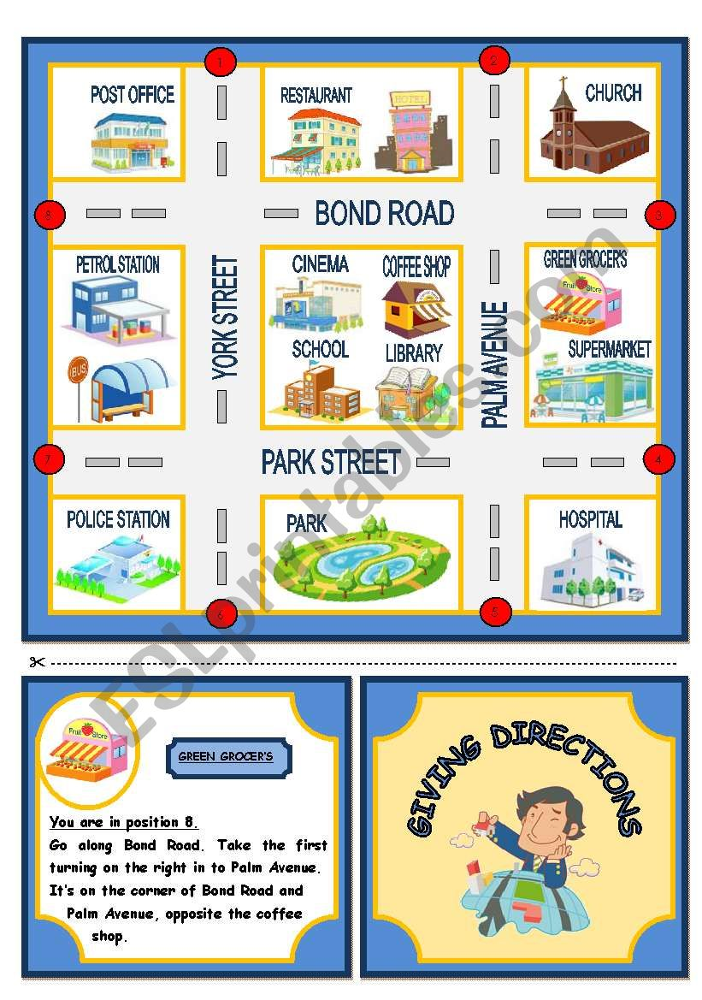 1
2
POST OFFICE
RESTAURANT
HOTEL
CHURCH
8
BOND ROAD
3
PETROL STATION
YORK STREET
CINEMA
COFFEE SHOP
PALM AVENUE
GREEN GROCER'S
Fruit Store
SCHOOL
LIBRARY
SUPERMARKET
BUS
7
PARK STREET
4
POLICE STATION
PARK
HOSPITAL
6
5
ESLprintables.com
Fruit Store
GREEN GROCER'S
You are in position 8.
Go along Bond Road. Take the first
turning on the right in to Palm Avenue.
It's on the corner of Bond Road and
Palm Avenue, opposite the coffee
shop.
GIVING DIRECTIONS